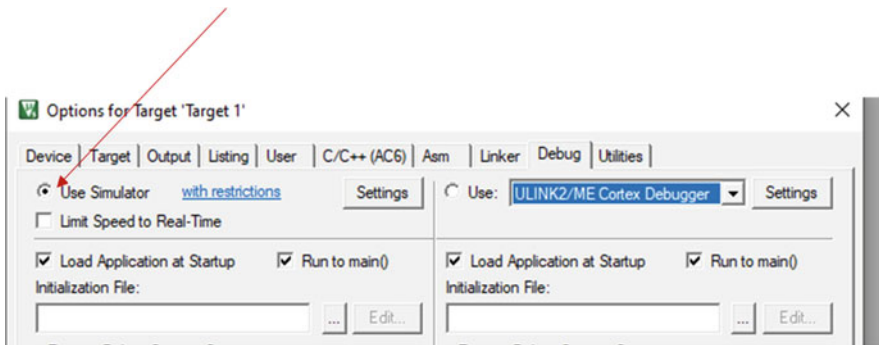 Options for Target 'Target 1'
Device Target Output Listing User C/C++ (AC6) Asm Linker Debug Utilities
Use Simulator with restrictions Settings Use: ULINK2/ME Cortex Debugger Settings
Limit Speed to Real-Time
Load Application at Startup Run to main() Load Application at Startup Run to main()
Initialization File: Initialization File:
... Edit... ... Edit...